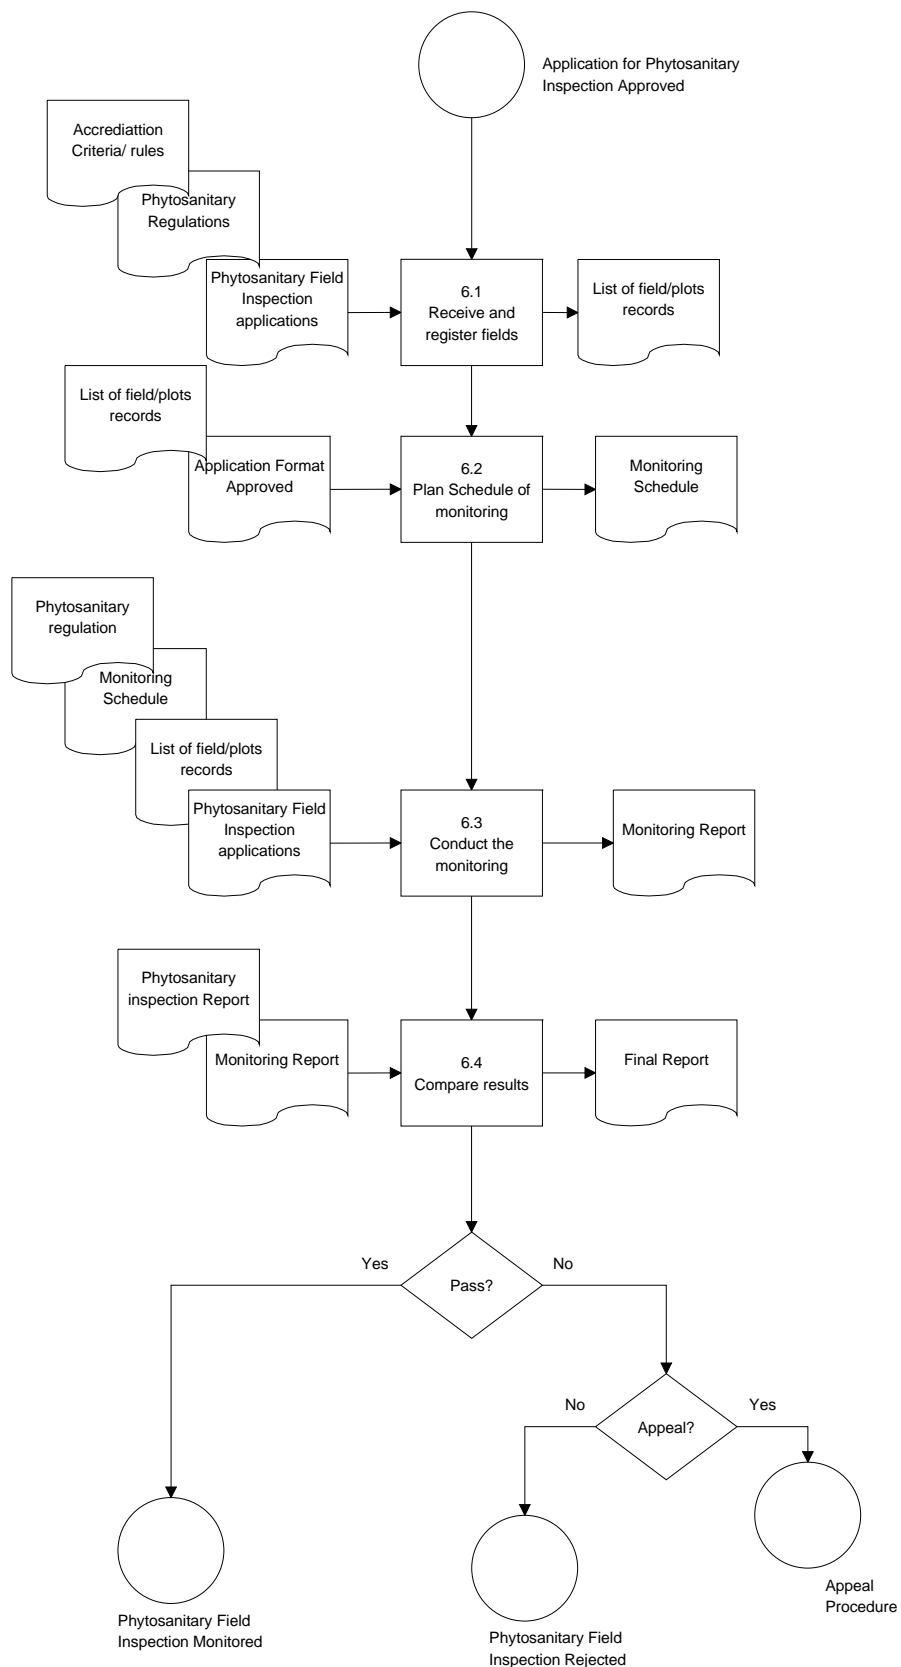 Application for Phytosanitary
Inspection Approved
Accrediattion
Criteria/ rules
Phytosanitary
Regulations
Phytosanitary Field
Inspection
applications
6.1
Receive and
register fields
List of field/plots
records
List of field/plots
records
Application Format
Approved
6.2
Plan Schedule of
monitoring
Monitoring
Schedule
Phytosanitary
regulation
Monitoring
Schedule
List of field/plots
records
Phytosanitary Field
Inspection
applications
6.3
Conduct the
monitoring
Monitoring Report
Phytosanitary
inspection Report
Monitoring Report
6.4
Compare results
Final Report
Yes
No
Pass?
No
Yes
Appeal?
Phytosanitary Field
Inspection Monitored
Phytosanitary Field
Inspection Rejected
Appeal
Procedure